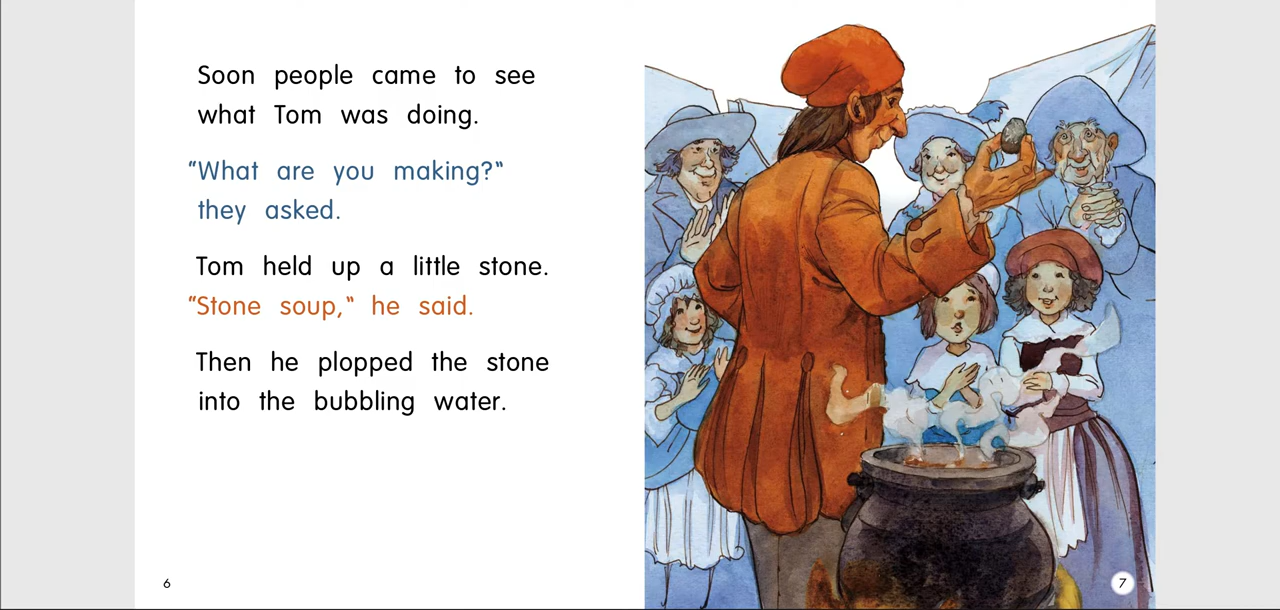 Soon people came to see
what Tom was doing.
"What are you making?"
they asked.
Tom held up a little stone.
"Stone soup," he said.
Then he plopped the stone
into the bubbling water.
6
7